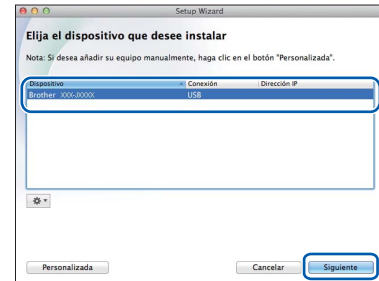 Setup Wizard
Elija el dispositivo que desee instalar
Nota: Si desea añadir su equipo manualmente, haga clic en el botón "Personalizada".
Dispositivo Conexión Dirección IP
Brother XXX-JXXXX USB
Personalizada Cancelar Siguiente